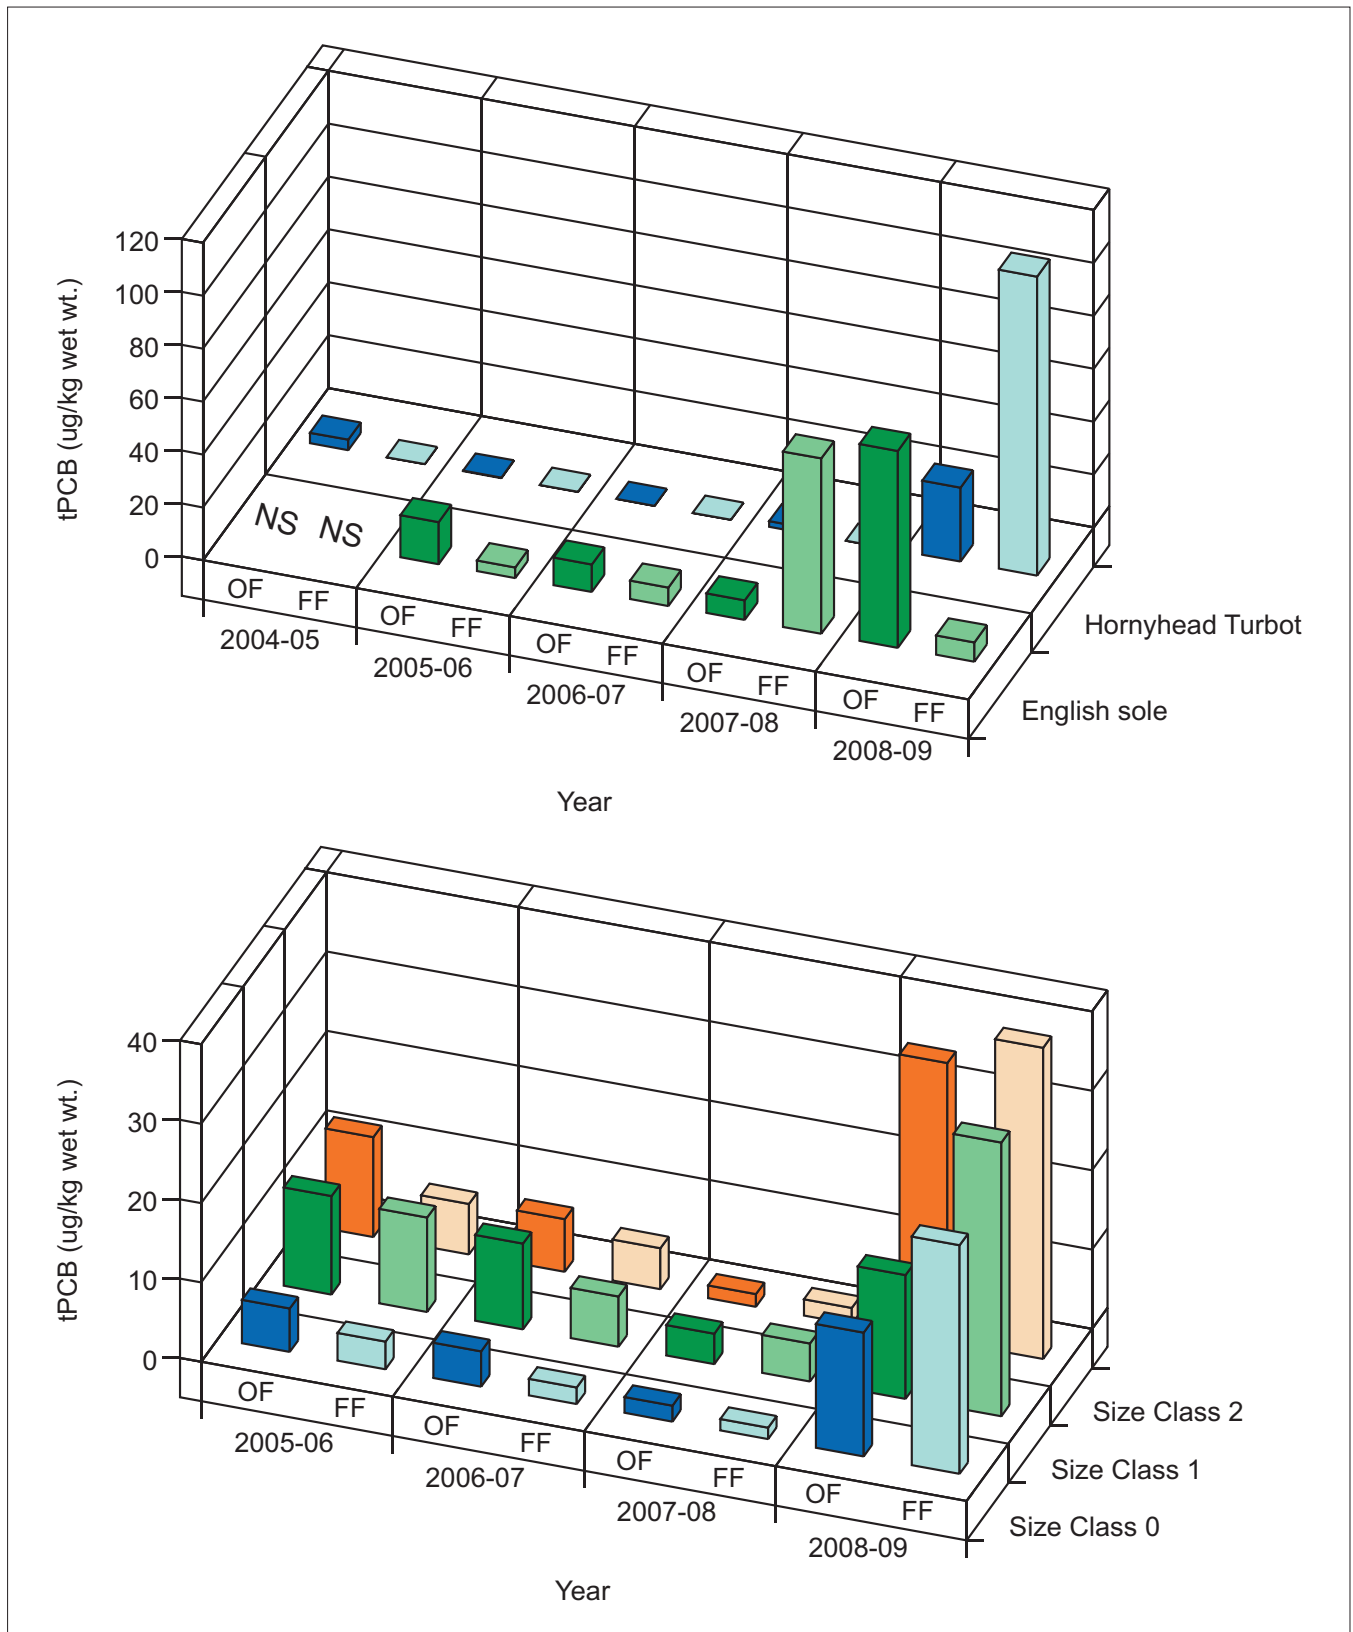 120
100
80
60
40
20
0
tPCB (ug/kg wet wt.)
NS NS
OF FF OF FF OF FF OF FF OF FF
2004-05 2005-06 2006-07 2007-08 2008-09
Hornyhead Turbot
English sole
Year
40
30
20
10
0
tPCB (ug/kg wet wt.)
OF FF OF FF OF FF OF FF
2005-06 2006-07 2007-08 2008-09
Size Class 2
Size Class 1
Size Class 0
Year